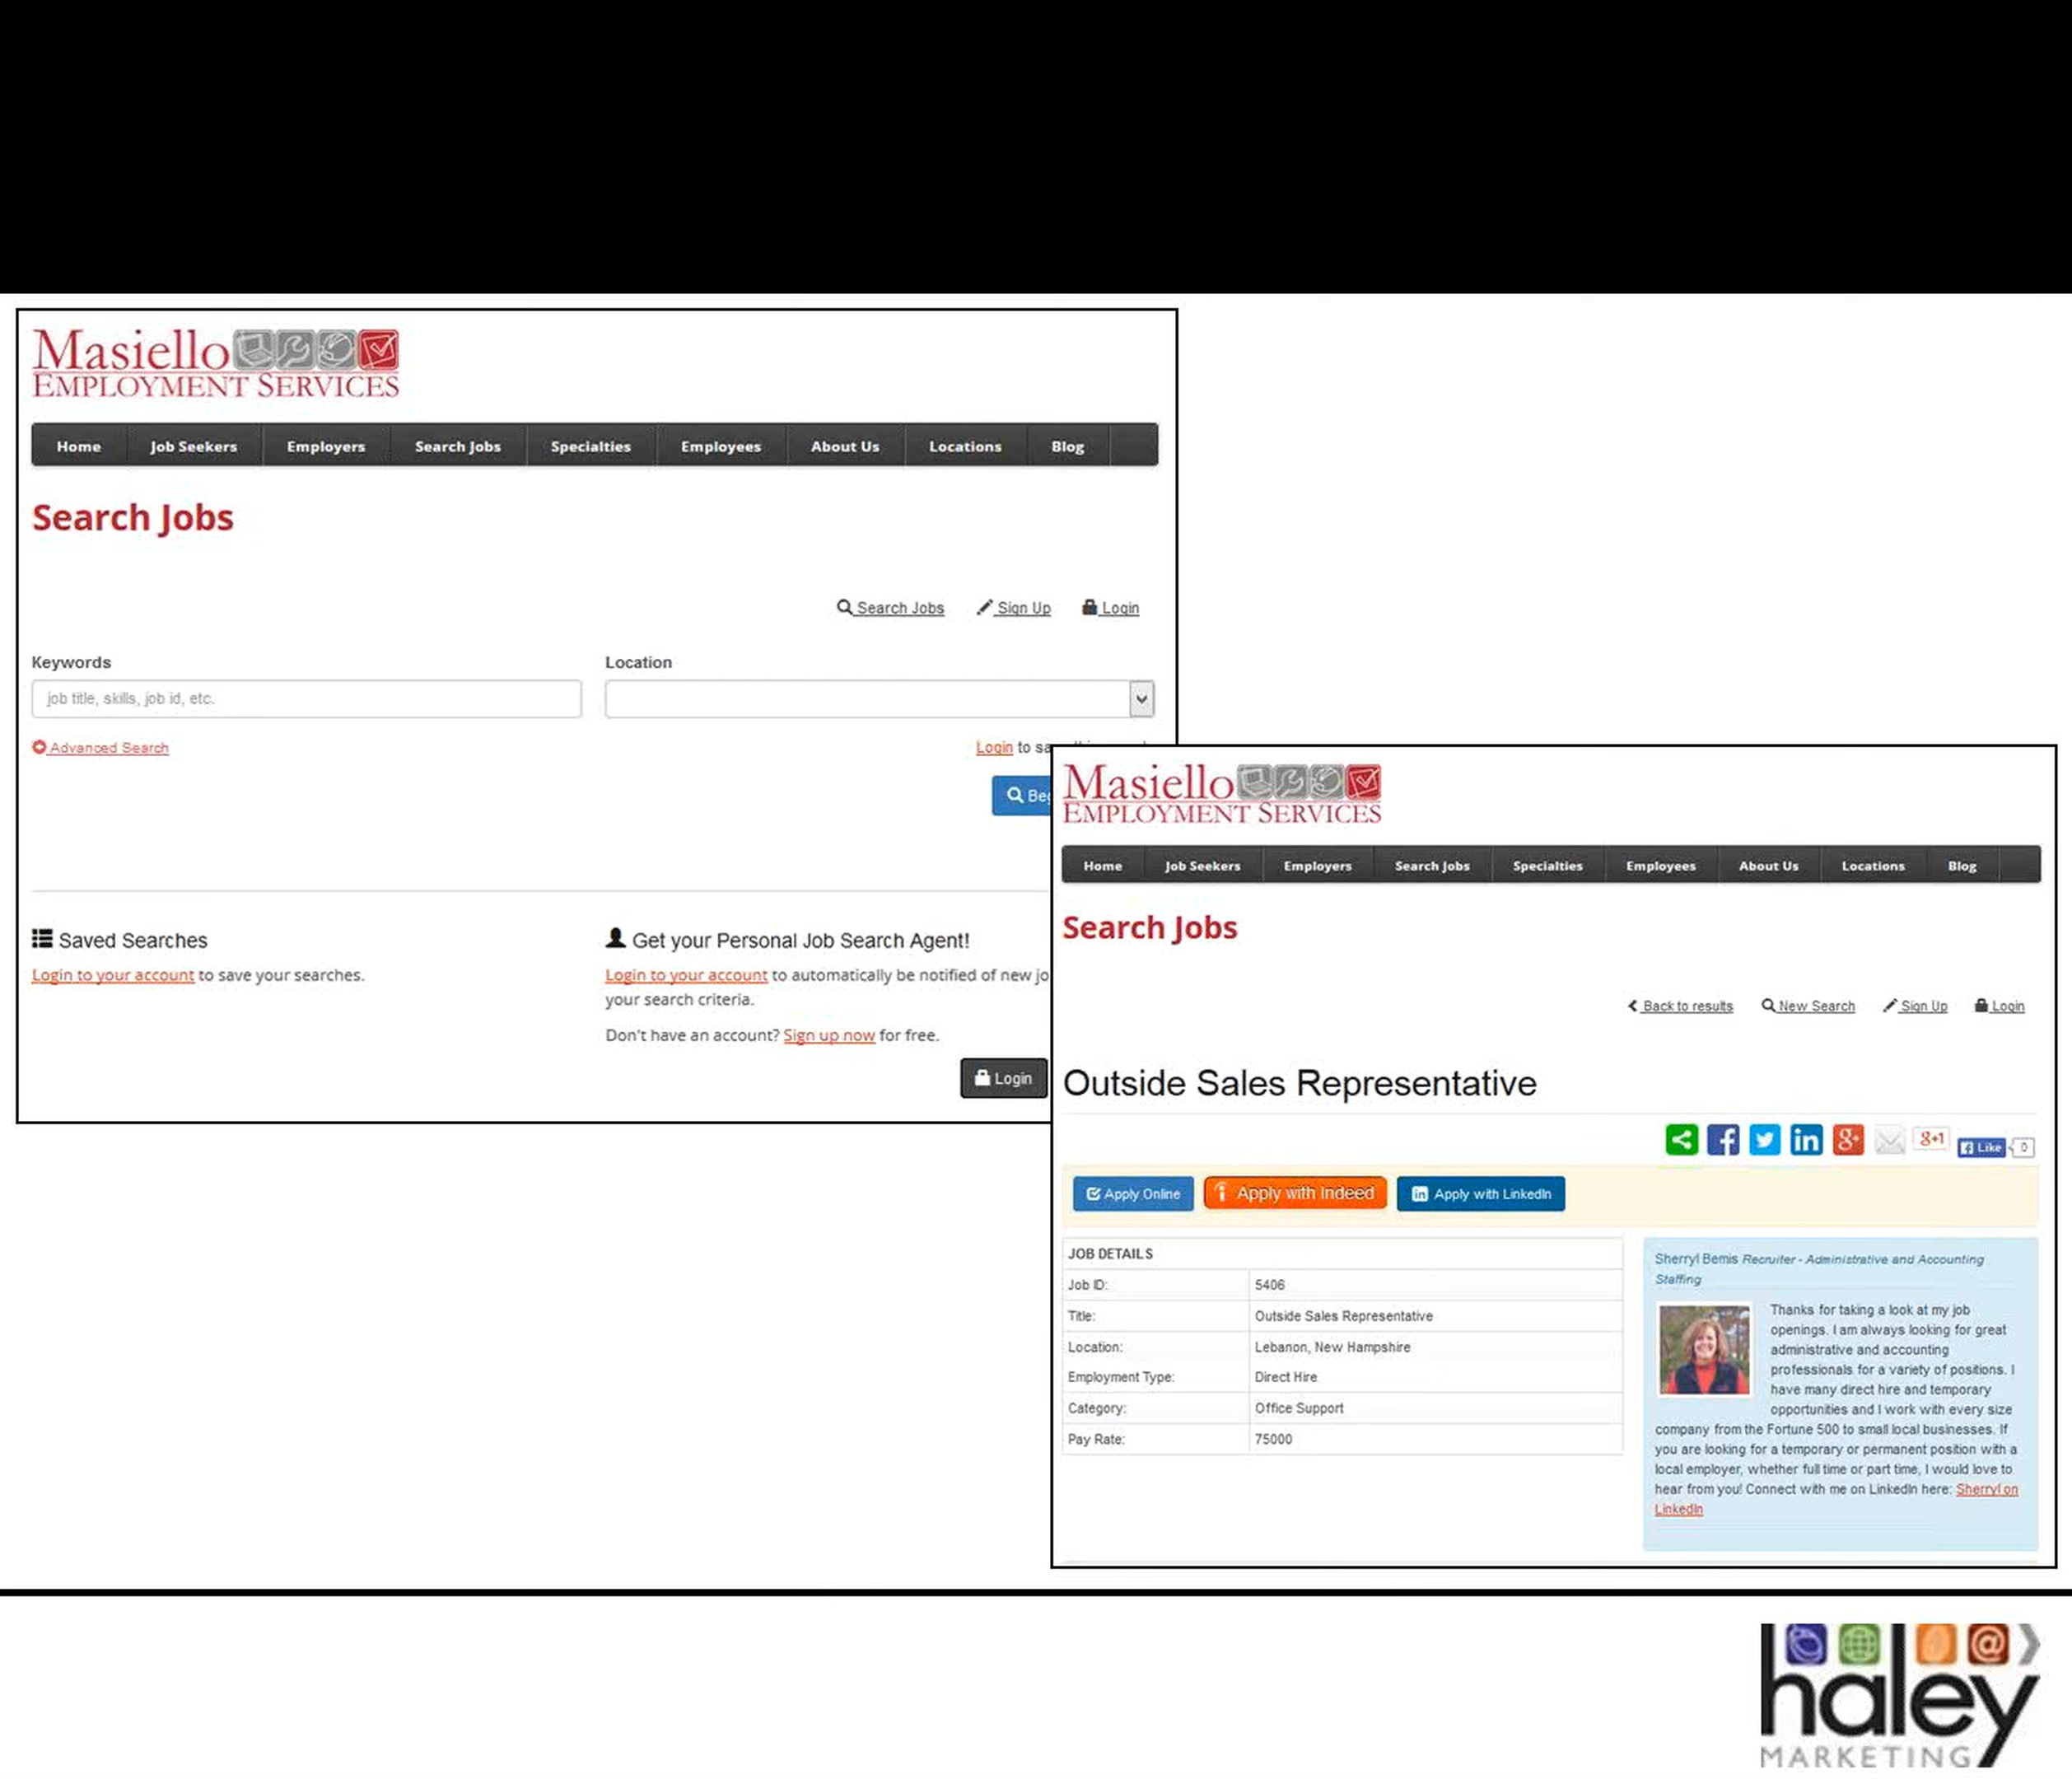 Masiello
EMPLOYMENT SERVICES
Home Job Seekers Employers Search Jobs Specialties Employees About Us Locations Blog
Search Jobs
Search Jobs Sign Up Login
Keywords Location
job title, skills, job id, etc.
Advanced Search Login to
Saved Searches
Login to your account to save your searches.
Get your Personal Job Search Agent!
Login to your account to automatically be notified of new
your search criteria.
Don't have an account? Sign up now for free.
Login
Masiello
EMPLOYMENT SERVICES
Home Job Seekers Employers Search Jobs Specialties Employees About Us Locations Blog
Search Jobs
Back to results New Search Sign Up Login
Outside Sales Representative
f in 8+ 8+1 f Like 0
Apply Online Apply with Indeed in Apply with LinkedIn
JOB DETAILS
Job ID: 5406
Title: Outside Sales Representative
Location: Lebanon, New Hampshire
Employment Type: Direct Hire
Category: Office Support
Pay Rate: 75000
Sherryl Bemis Recruiter - Administrative and Accounting
Staffing
Thanks for taking a look at my job
openings. I am always looking for great
administrative and accounting
professionals for a variety of positions. I
have many direct hire and temporary
opportunities and I work with every size
company from the Fortune 500 to small local businesses. If
you are looking for a temporary or permanent position with a
local employer, whether full time or part time, I would love to
hear from you! Connect with me on LinkedIn here: Sherryl on
LinkedIn
@
haley
MARKETING